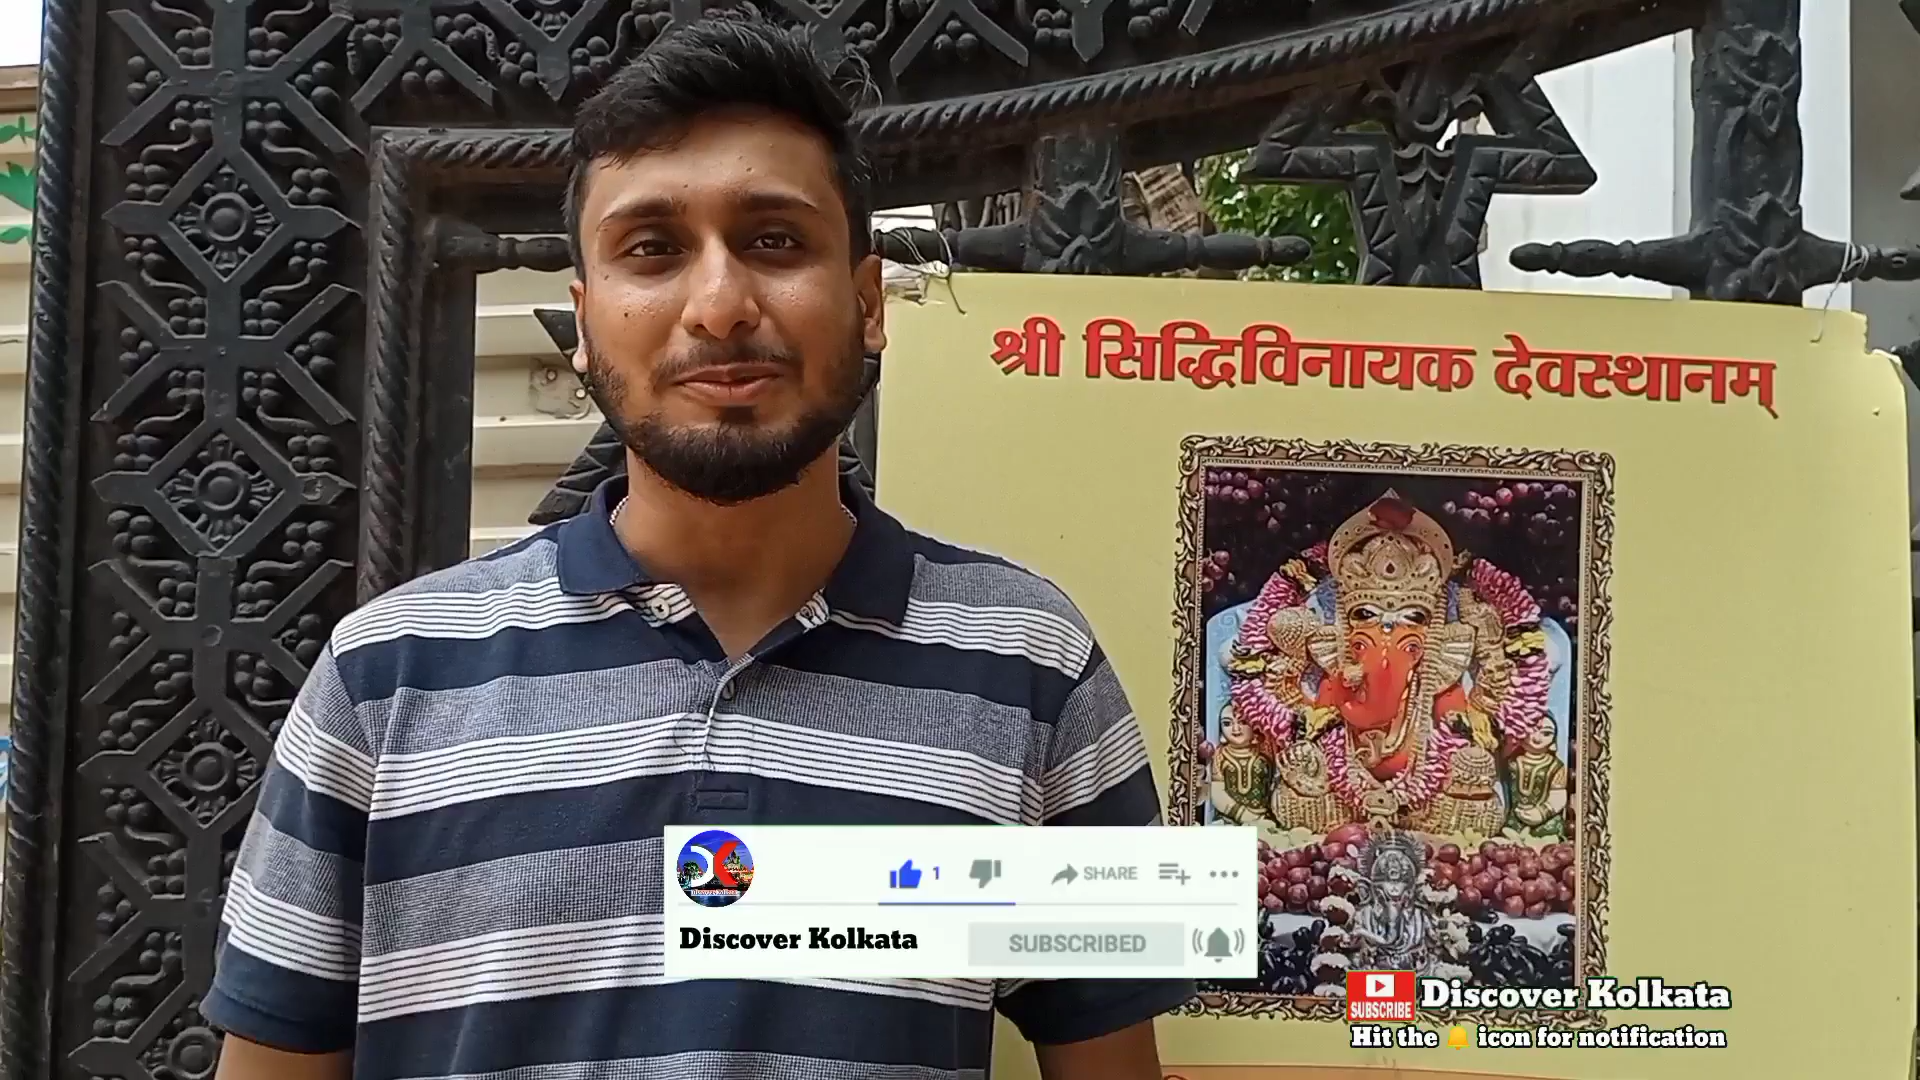 श्री सिद्धिविनायक देवस्थानम्
1
SHARE
Discover Kolkata
SUBSCRIBED
SUBSCRIBE
Discover Kolkata
Hit the 🔔 icon for notification